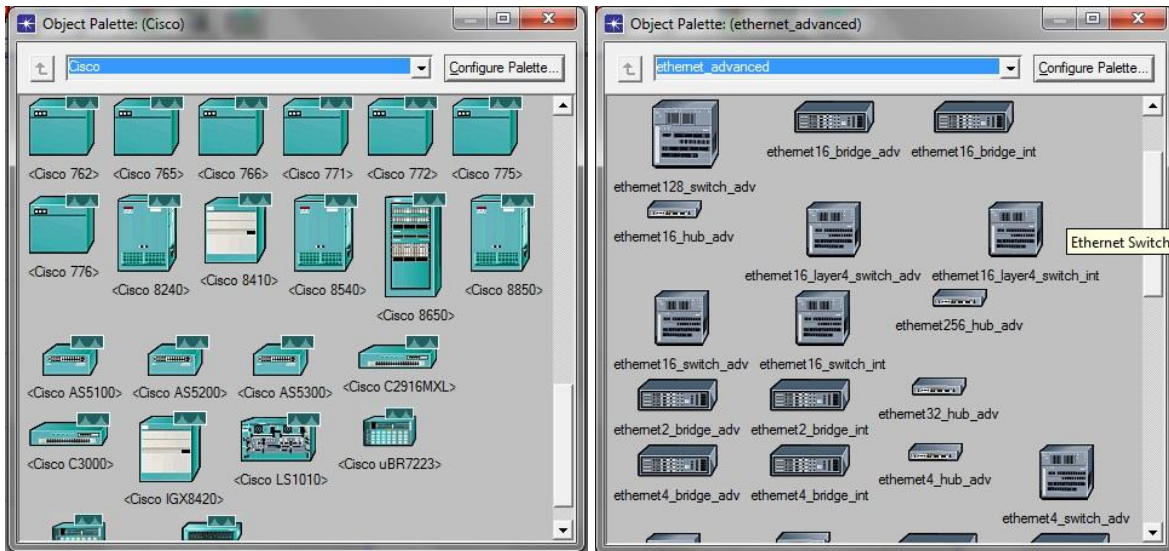 Object Palette: (Cisco)
Cisco
Configure Palette...
<Cisco 762> <Cisco 765> <Cisco 766> <Cisco 771> <Cisco 772> <Cisco 775>
<Cisco 776> <Cisco 8240> <Cisco 8410> <Cisco 8540> <Cisco 8650> <Cisco 8850>
<Cisco AS5100> <Cisco AS5200> <Cisco AS5300> <Cisco C2916MXL>
<Cisco C3000> <Cisco IGX8420> <Cisco LS1010> <Cisco uBR7223>
Object Palette: (ethernet_advanced)
ethernet_advanced
Configure Palette...
ethernet128_switch_adv ethernet16_bridge_adv ethernet16_bridge_int
ethernet16_hub_adv
Ethernet Switch
ethernet16_layer4_switch_adv ethernet16_layer4_switch_int
ethernet256_hub_adv
ethernet16_switch_adv ethernet16_switch_int
ethernet32_hub_adv
ethernet2_bridge_adv ethernet2_bridge_int
ethernet4_hub_adv
ethernet4_bridge_adv ethernet4_bridge_int
ethernet4_switch_adv